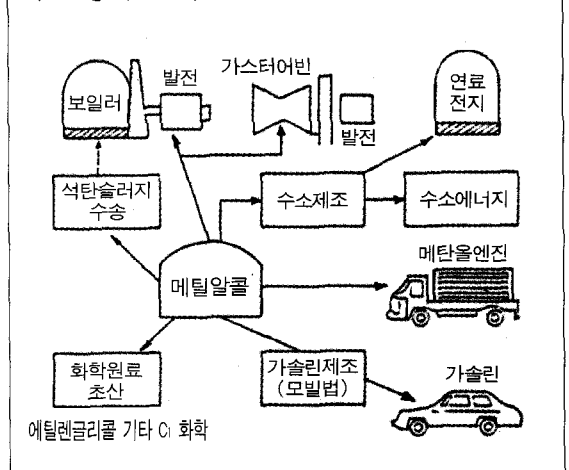 가스터어빈
발전
보일러
연료
전지
발전
석탄슬러지
수송
수소제조
수소에너지
메탄올엔진
메틸알콜
화학원료
초산
가솔린제조
(모빌법)
가솔린
에틸렌글리콜 기타 C₁ 화학